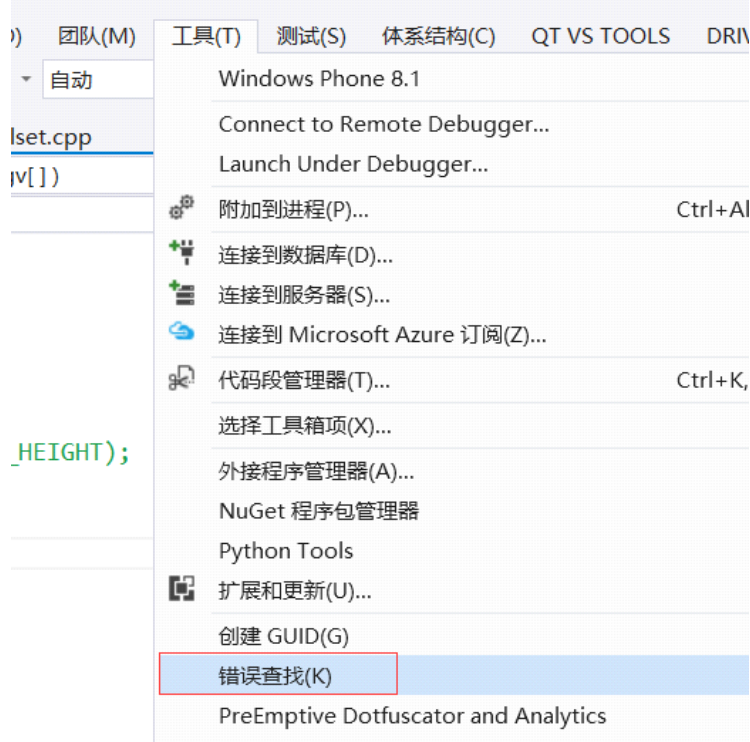 ) 团队(M) 工具(T) 测试(S) 体系结构(C) QT VS TOOLS DRIV
自动
Windows Phone 8.1
Connect to Remote Debugger...
lset.cpp
Launch Under Debugger...
gv[])
附加到进程(P)... Ctrl+Al
连接到数据库(D)...
连接到服务器(S)...
连接到 Microsoft Azure 订阅(Z)...
代码段管理器(T)... Ctrl+K,
选择工具箱项(X)...
_HEIGHT);
外接程序管理器(A)...
NuGet 程序包管理器
Python Tools
扩展和更新(U)...
创建 GUID(G)
错误查找(K)
PreEmptive Dotfuscator and Analytics